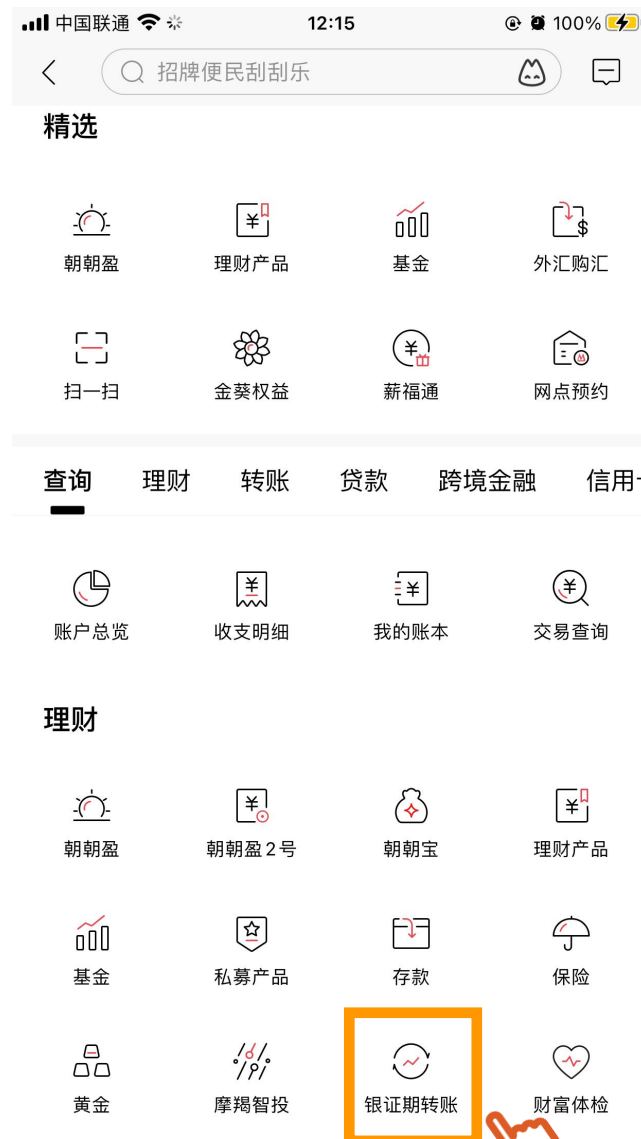 中国联通 12:15 100%
招牌便民刮刮乐
精选
朝朝盈 理财产品 基金 外汇购汇
扫一扫 金葵权益 薪福通 网点预约
查询 理财 转账 贷款 跨境金融 信用
账户总览 收支明细 我的账本 交易查询
理财
朝朝盈 朝朝盈2号 朝朝宝 理财产品
基金 私募产品 存款 保险
黄金 摩羯智投 银证期转账 财富体检